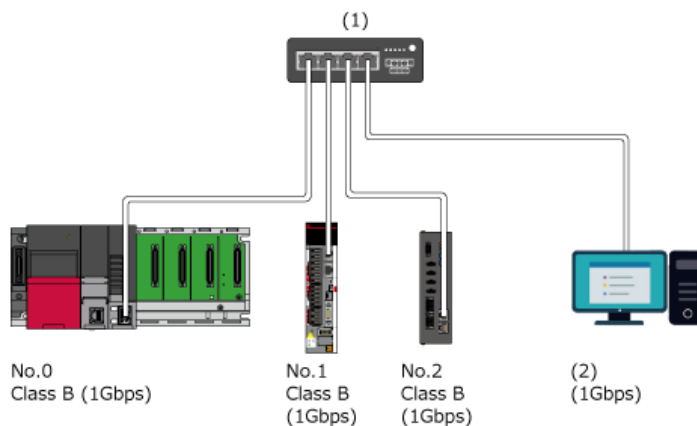 (1)
No.0
Class B (1Gbps)
No.1
Class B
(1Gbps)
No.2
Class B
(1Gbps)
(2)
(1Gbps)